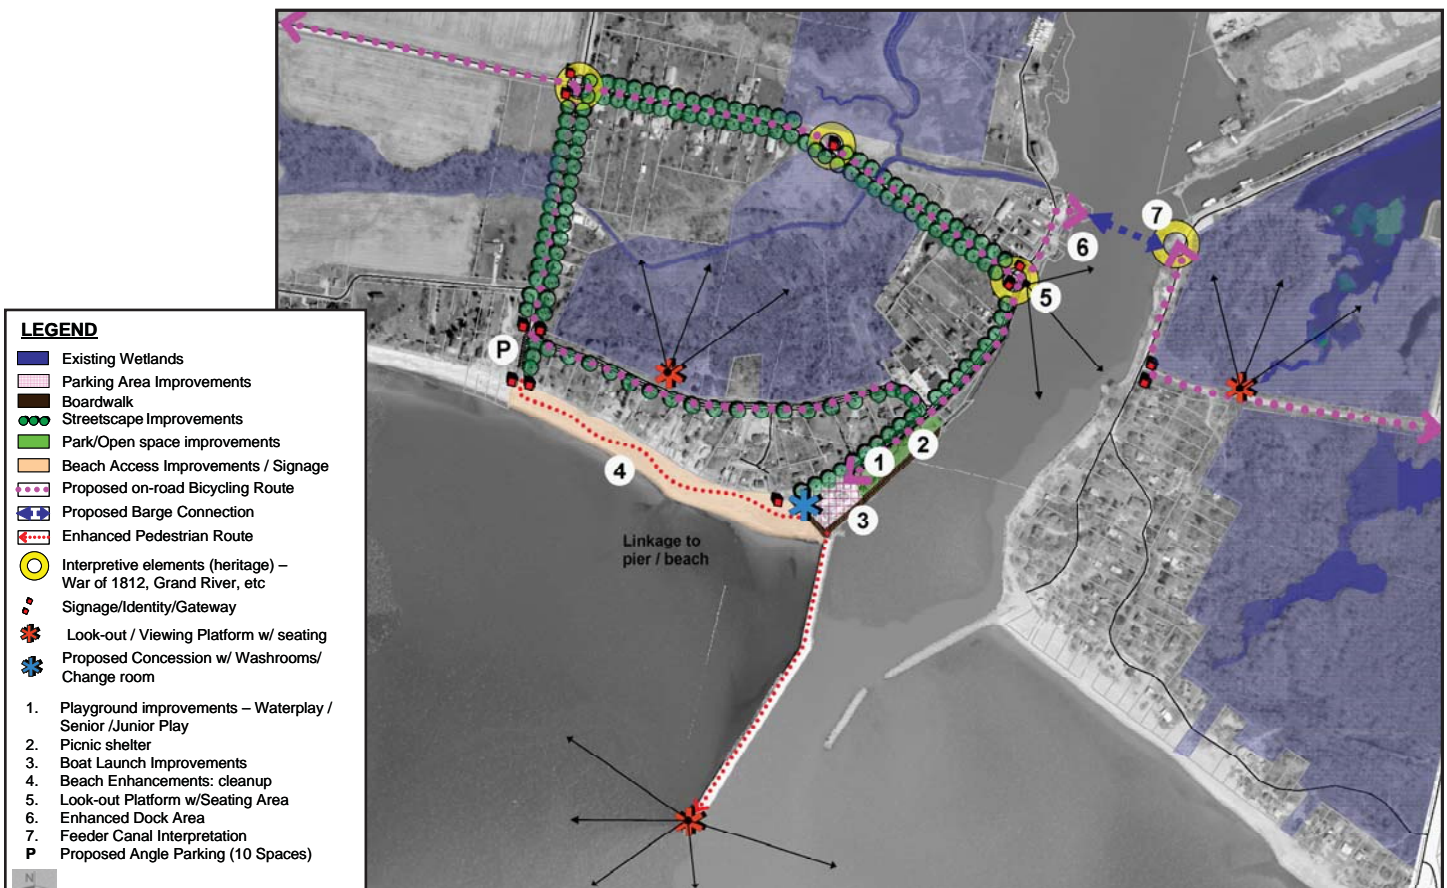 7
6
5
P
2
1
4
3
Linkage to
pier / beach
LEGEND
Existing Wetlands
Parking Area Improvements
Boardwalk
Streetscape Improvements
Park/Open space improvements
Beach Access Improvements / Signage
Proposed on-road Bicycling Route
Proposed Barge Connection
Enhanced Pedestrian Route
Interpretive elements (heritage) –
War of 1812, Grand River, etc
Signage/Identity/Gateway
Look-out / Viewing Platform w/ seating
Proposed Concession w/ Washrooms/
Change room
1. Playground improvements – Waterplay /
Senior /Junior Play
2. Picnic shelter
3. Boat Launch Improvements
4. Beach Enhancements: cleanup
5. Look-out Platform w/Seating Area
6. Enhanced Dock Area
7. Feeder Canal Interpretation
P Proposed Angle Parking (10 Spaces)
N